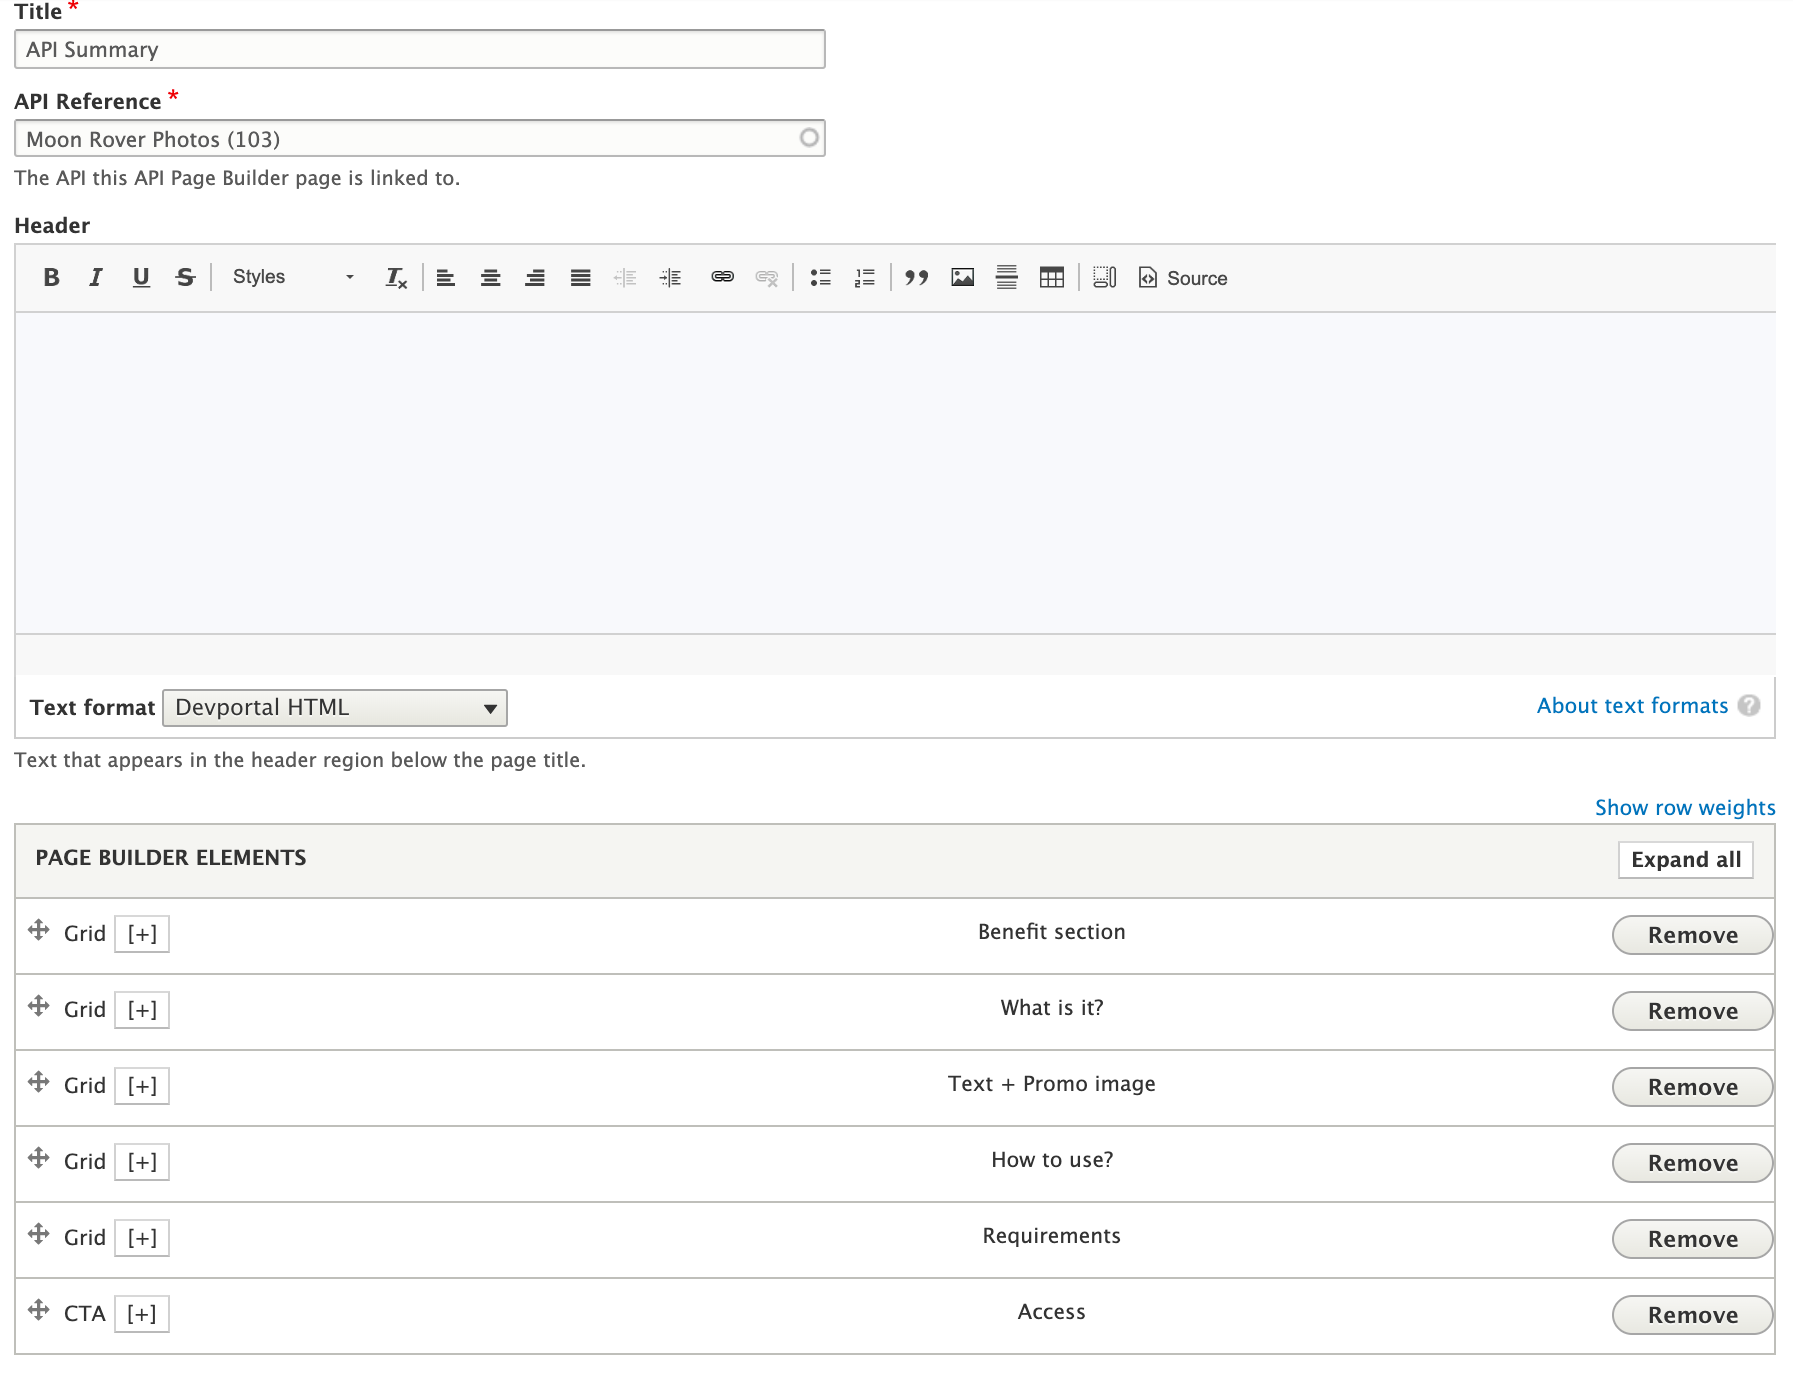 Title *
API Summary
API Reference *
Moon Rover Photos (103)
The API this API Page Builder page is linked to.
Header
B I U S Styles Source
Text format Devportal HTML About text formats ?
Text that appears in the header region below the page title.
Show row weights
PAGE BUILDER ELEMENTS Expand all
Grid [+] Benefit section Remove
Grid [+] What is it? Remove
Grid [+] Text + Promo image Remove
Grid [+] How to use? Remove
Grid [+] Requirements Remove
CTA [+] Access Remove